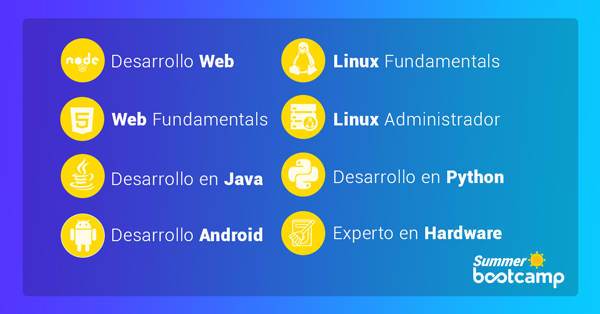 node
Desarrollo Web
5
Web Fundamentals
Desarrollo en Java
Desarrollo Android
Linux Fundamentals
Linux Administrador
Desarrollo en Python
Experto en Hardware
Summer
bootcamp